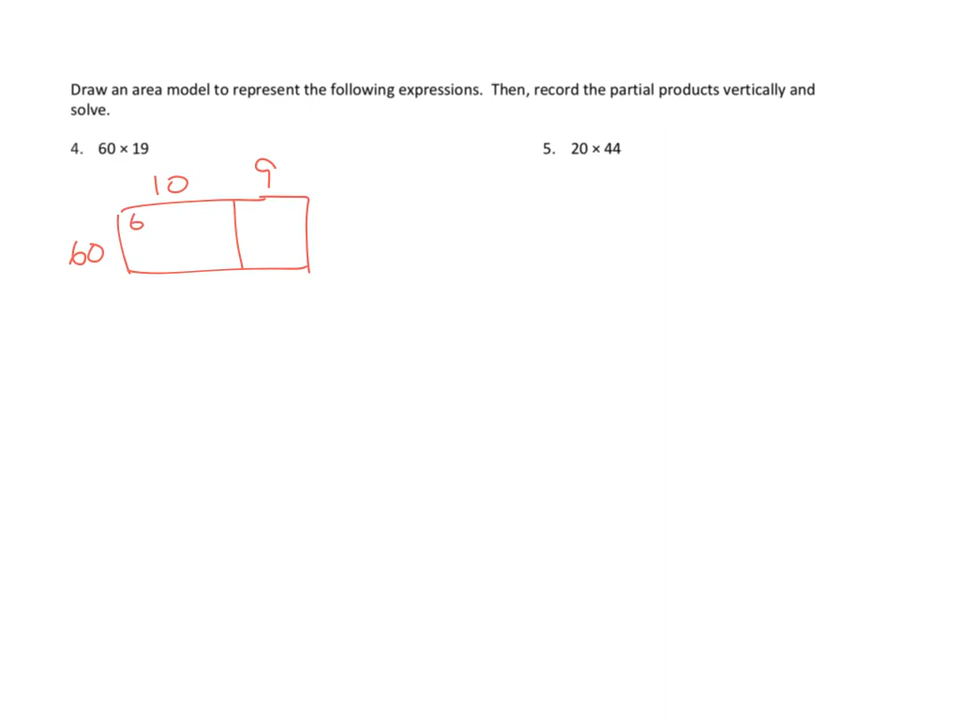 Draw an area model to represent the following expressions. Then, record the partial products vertically and
solve.
4. 60 × 19
5. 20 × 44
10 9
60
6